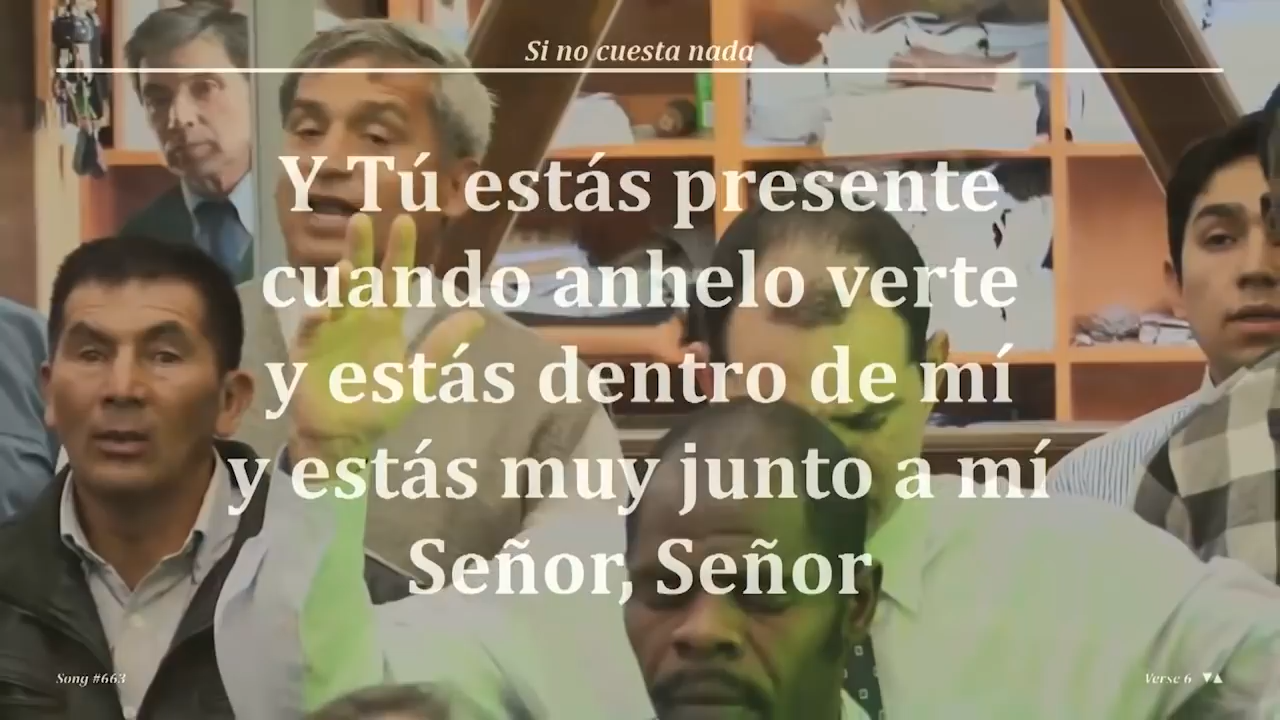 Si no cuesta nada
Y Tú estás presente
cuando anhelo verte
y estás dentro de mí
y estás muy junto a mí
Señor, Señor
Song #663
Verse 6 ▼▲